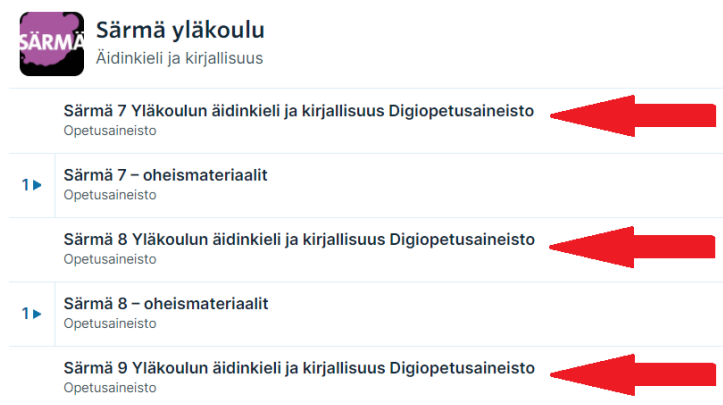 SÄRMÄ
Särmä yläkoulu
Äidinkieli ja kirjallisuus
Särmä 7 Yläkoulun äidinkieli ja kirjallisuus Digiopetusaineisto
Opetusaineisto
1
Särmä 7 – oheismateriaalit
Opetusaineisto
Särmä 8 Yläkoulun äidinkieli ja kirjallisuus Digiopetusaineisto
Opetusaineisto
1
Särmä 8 – oheismateriaalit
Opetusaineisto
Särmä 9 Yläkoulun äidinkieli ja kirjallisuus Digiopetusaineisto
Opetusaineisto